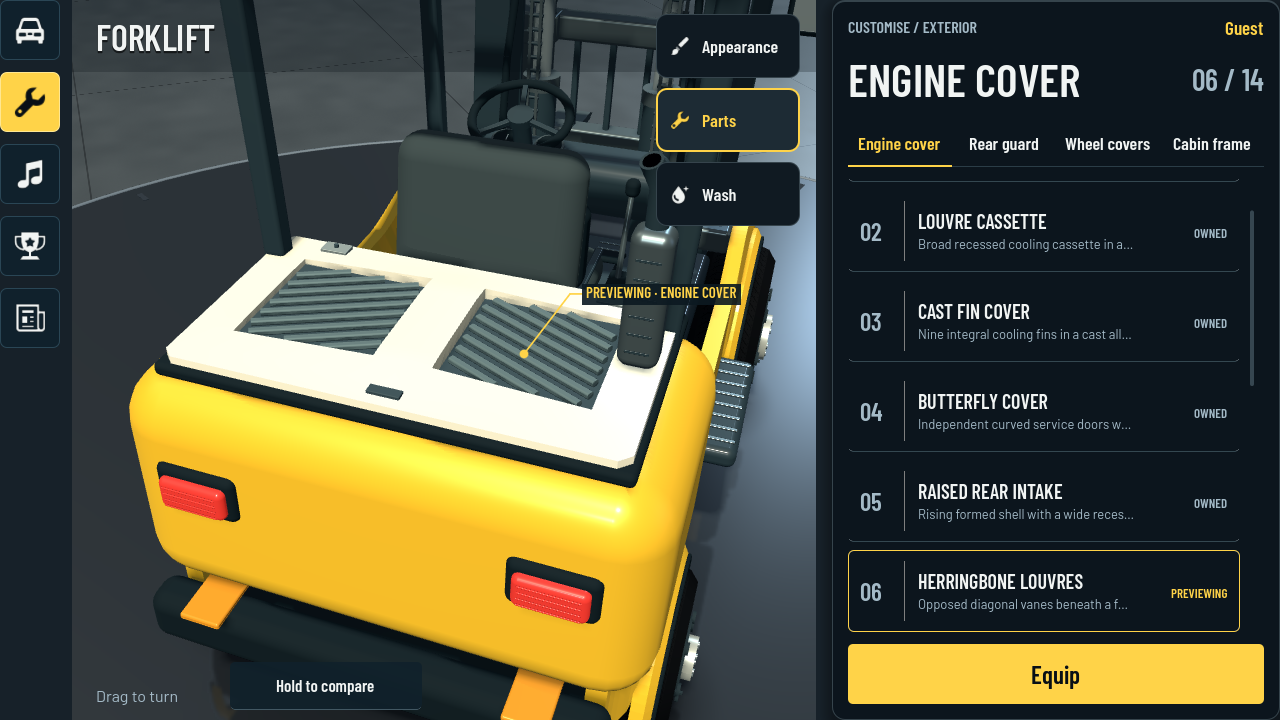 FORKLIFT
Appearance
Parts
Wash
PREVIEWING · ENGINE COVER
Drag to turn
Hold to compare
CUSTOMISE / EXTERIOR
Guest
ENGINE COVER
06 / 14
Engine cover
Rear guard
Wheel covers
Cabin frame
02
LOUVRE CASSETTE
Broad recessed cooling cassette in a...
OWNED
03
CAST FIN COVER
Nine integral cooling fins in a cast all...
OWNED
04
BUTTERFLY COVER
Independent curved service doors w...
OWNED
05
RAISED REAR INTAKE
Rising formed shell with a wide reces...
OWNED
06
HERRINGBONE LOUVRES
Opposed diagonal vanes beneath a f...
PREVIEWING
Equip